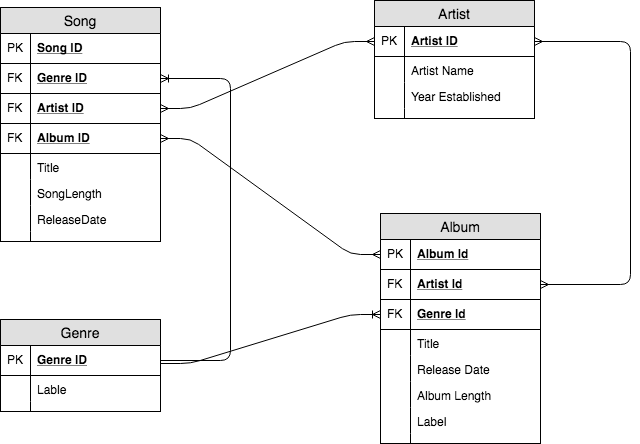 Song
PK Song ID
FK Genre ID
FK Artist ID
FK Album ID
Title
SongLength
ReleaseDate
Artist
PK Artist ID
Artist Name
Year Established
Album
PK Album Id
FK Artist Id
FK Genre Id
Title
Release Date
Album Length
Label
Genre
PK Genre ID
Lable